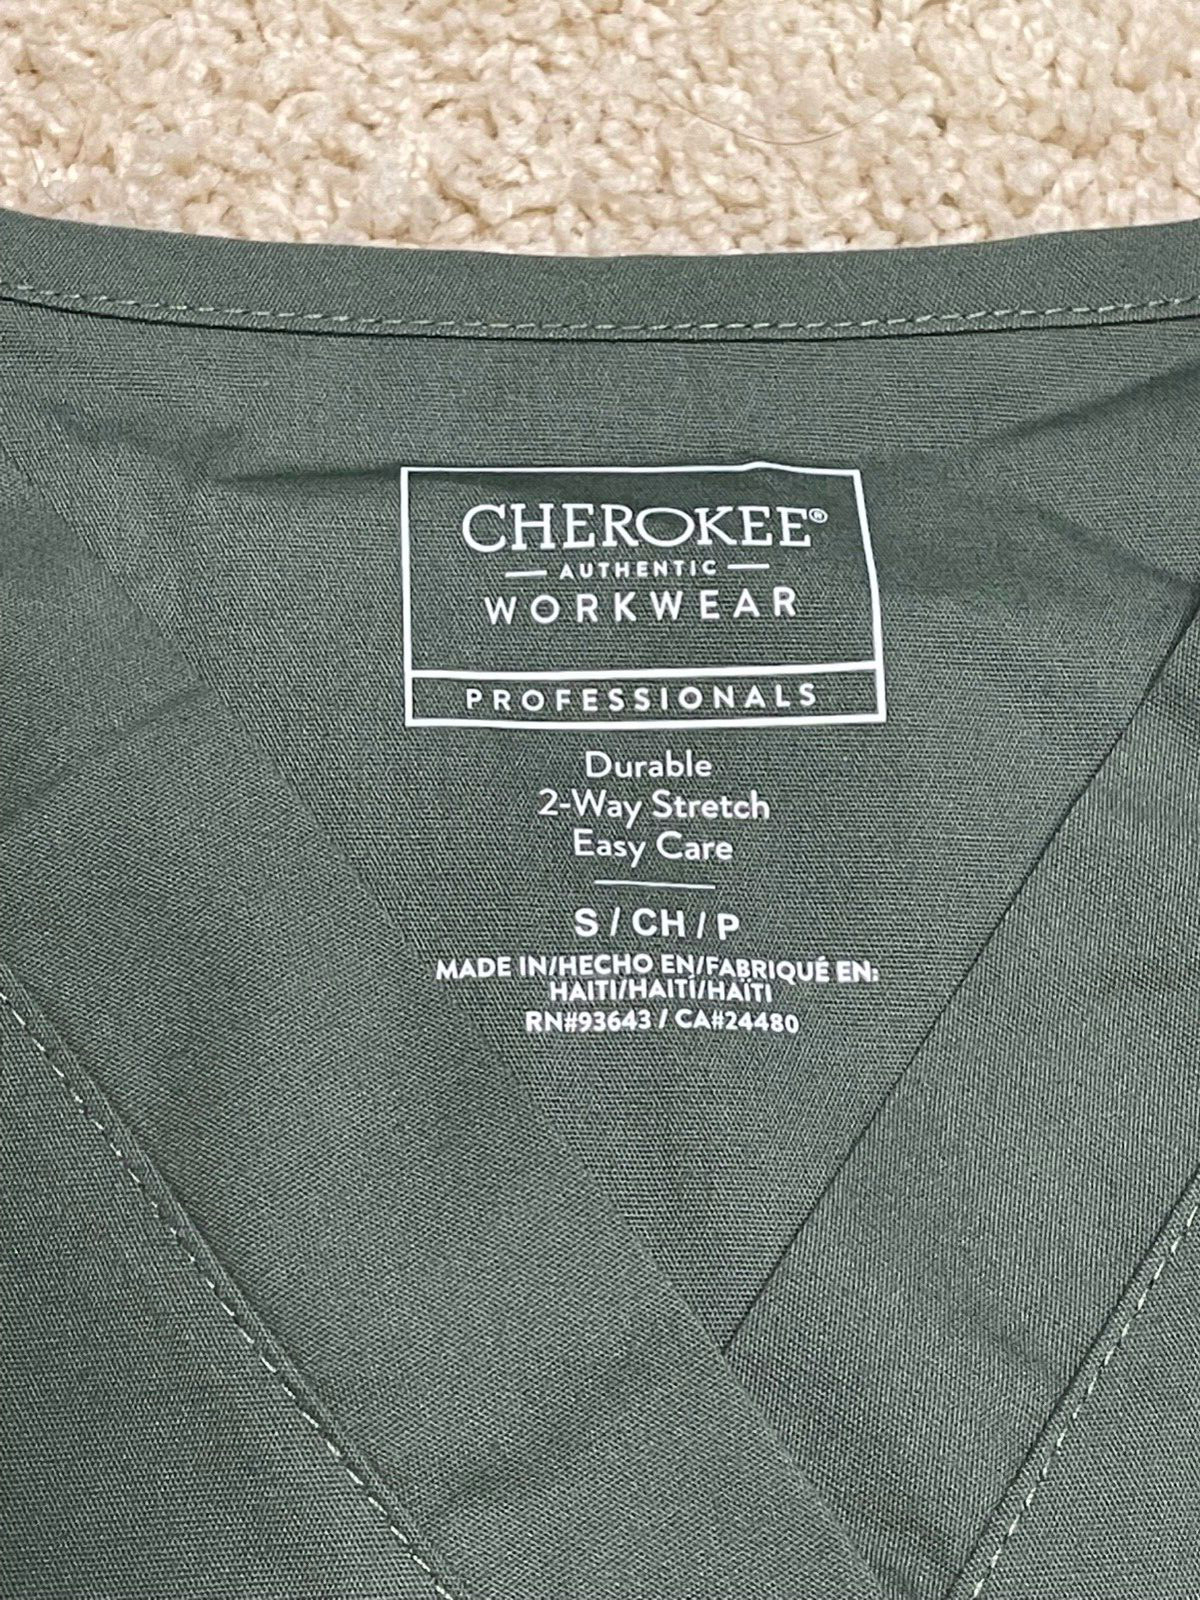 CHEROKEE®
AUTHENTIC
WORKWEAR
PROFESSIONALS
Durable
2-Way Stretch
Easy Care
S / CH / P
MADE IN/HECHO EN/FABRIQUÉ EN:
HAITI/HAITÍ/HAÏTI
RN#93643 / CA#24480